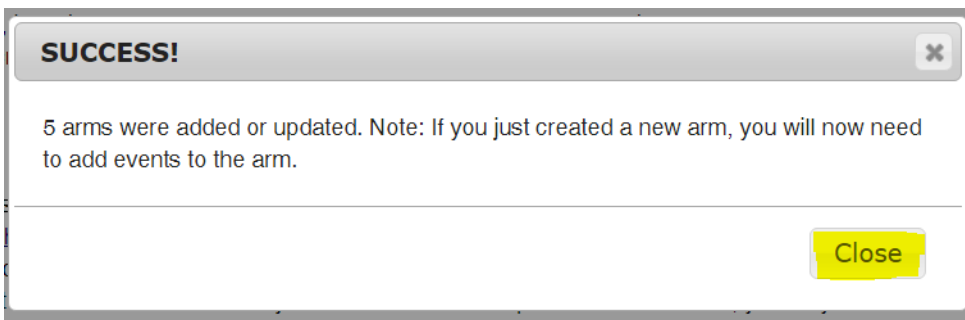 SUCCESS!
5 arms were added or updated. Note: If you just created a new arm, you will now need
to add events to the arm.
Close